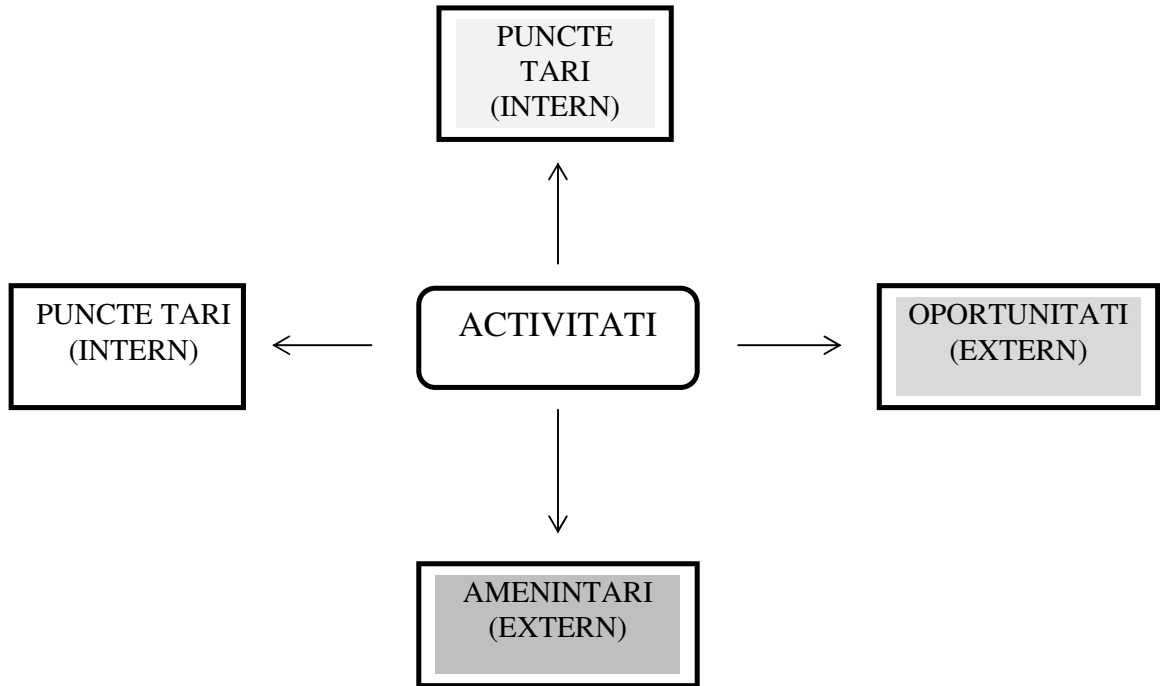 PUNCTE
TARI
(INTERN)
PUNCTE TARI
(INTERN)
ACTIVITATI
OPORTUNITATI
(EXTERN)
AMENINTARI
(EXTERN)